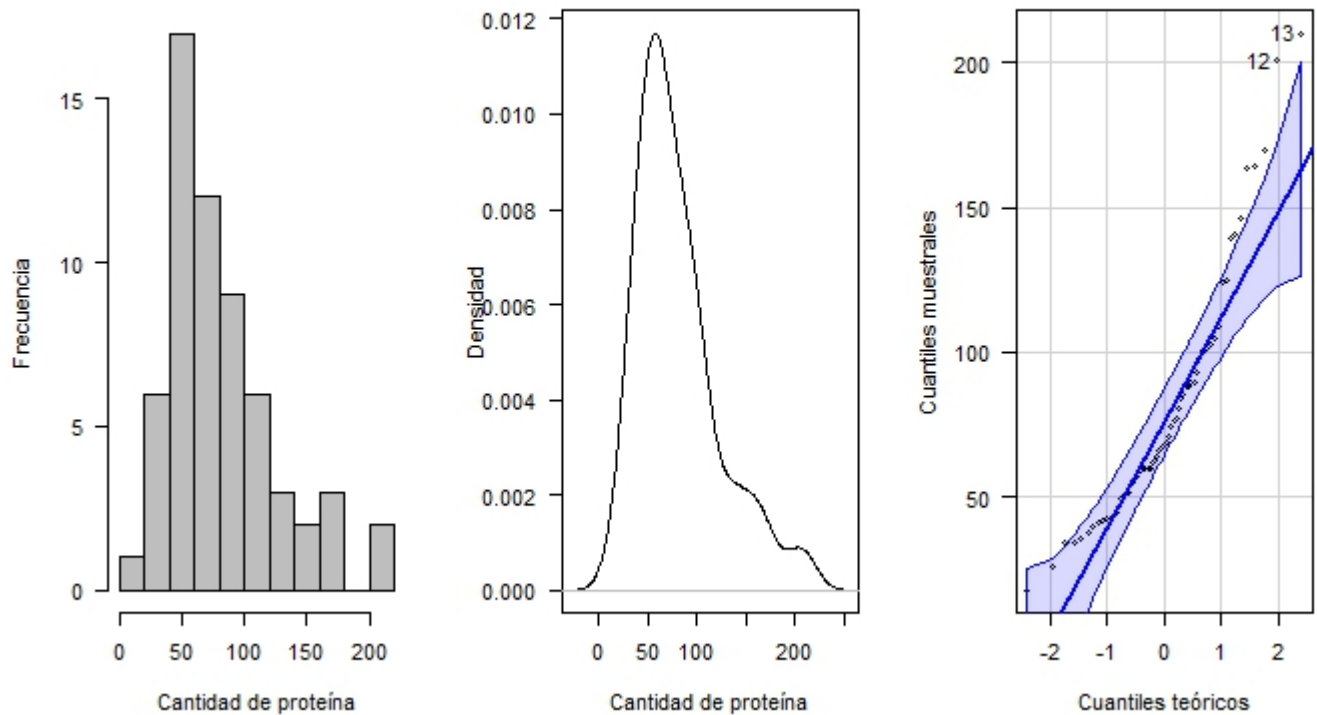 Frecuencia
15
10
5
0
0 50 100 150 200
Cantidad de proteína
Densidad
0.012
0.010
0.008
0.006
0.004
0.002
0.000
0 50 100 200
Cantidad de proteína
Cuantiles muestrales
200
150
100
50
13
12
-2 -1 0 1 2
Cuantiles teóricos